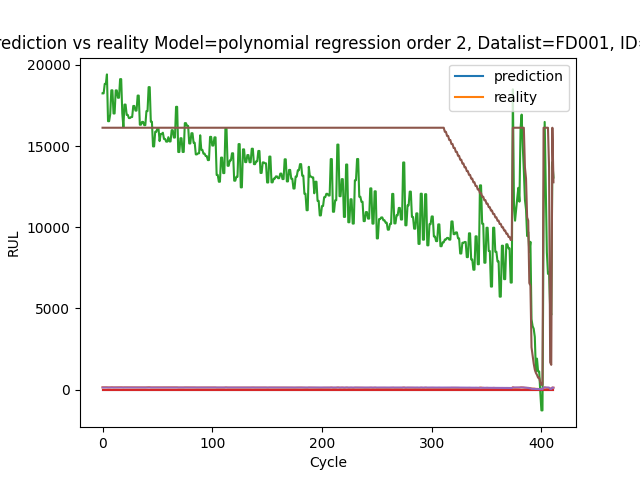 rediction vs reality Model=polynomial regression order 2, Datalist=FD001, ID=
prediction
reality
20000
15000
10000
5000
0
RUL
0 100 200 300 400
Cycle